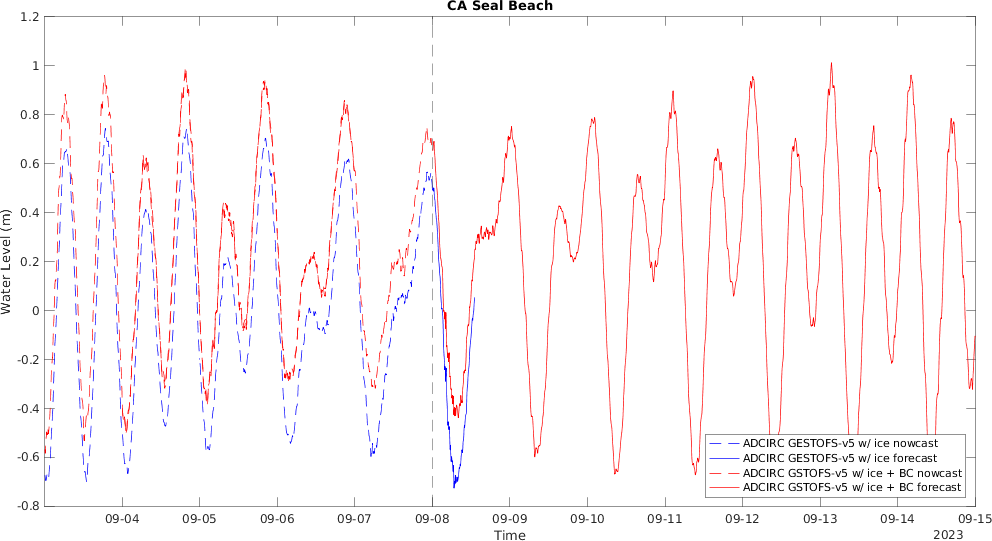 CA Seal Beach
1.2
1
0.8
0.6
0.4
0.2
0
-0.2
-0.4
-0.6
-0.8
Water Level (m)
ADCIRC GESTOFS-v5 w/ ice nowcast
ADCIRC GESTOFS-v5 w/ ice forecast
ADCIRC GSTOFS-v5 w/ ice + BC nowcast
ADCIRC GSTOFS-v5 w/ ice + BC forecast
09-04 09-05 09-06 09-07 09-08 09-09 09-10 09-11 09-12 09-13 09-14 09-15
Time
2023